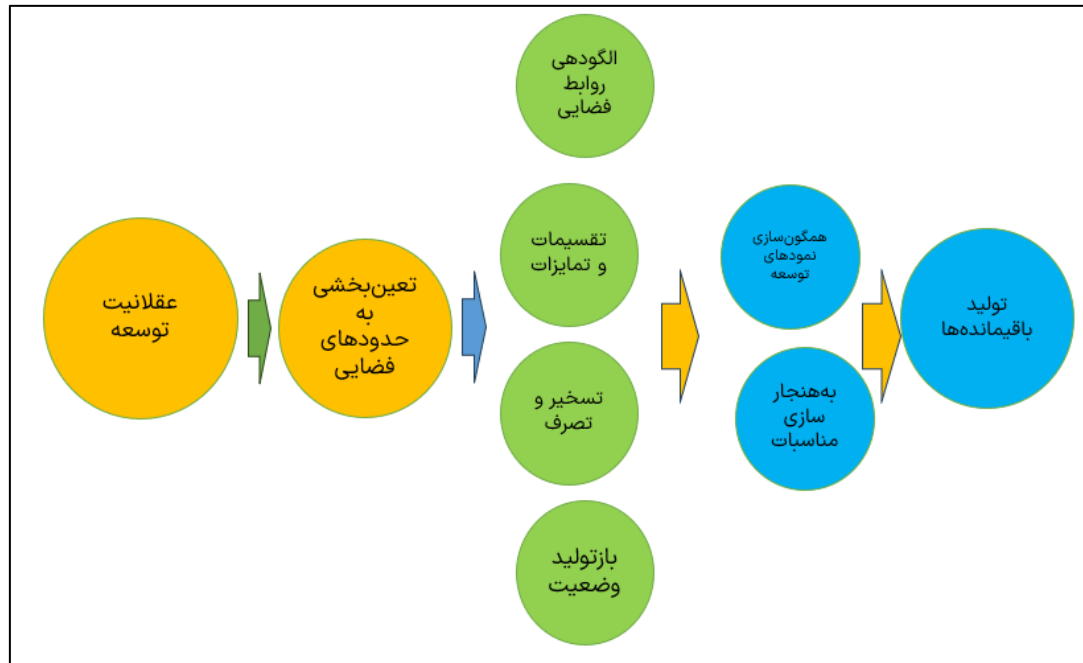 عقلانیت
توسعه
تعین‌بخشی
به
حدودهای
فضایی
الگودهی
روابط
فضایی
تقسیمات
و تمایزات
تسخیر و
تصرف
بازتولید
وضعیت
همگون‌سازی
نمودهای
توسعه
به‌هنجار
سازی
مناسبات
تولید
باقیمانده‌ها